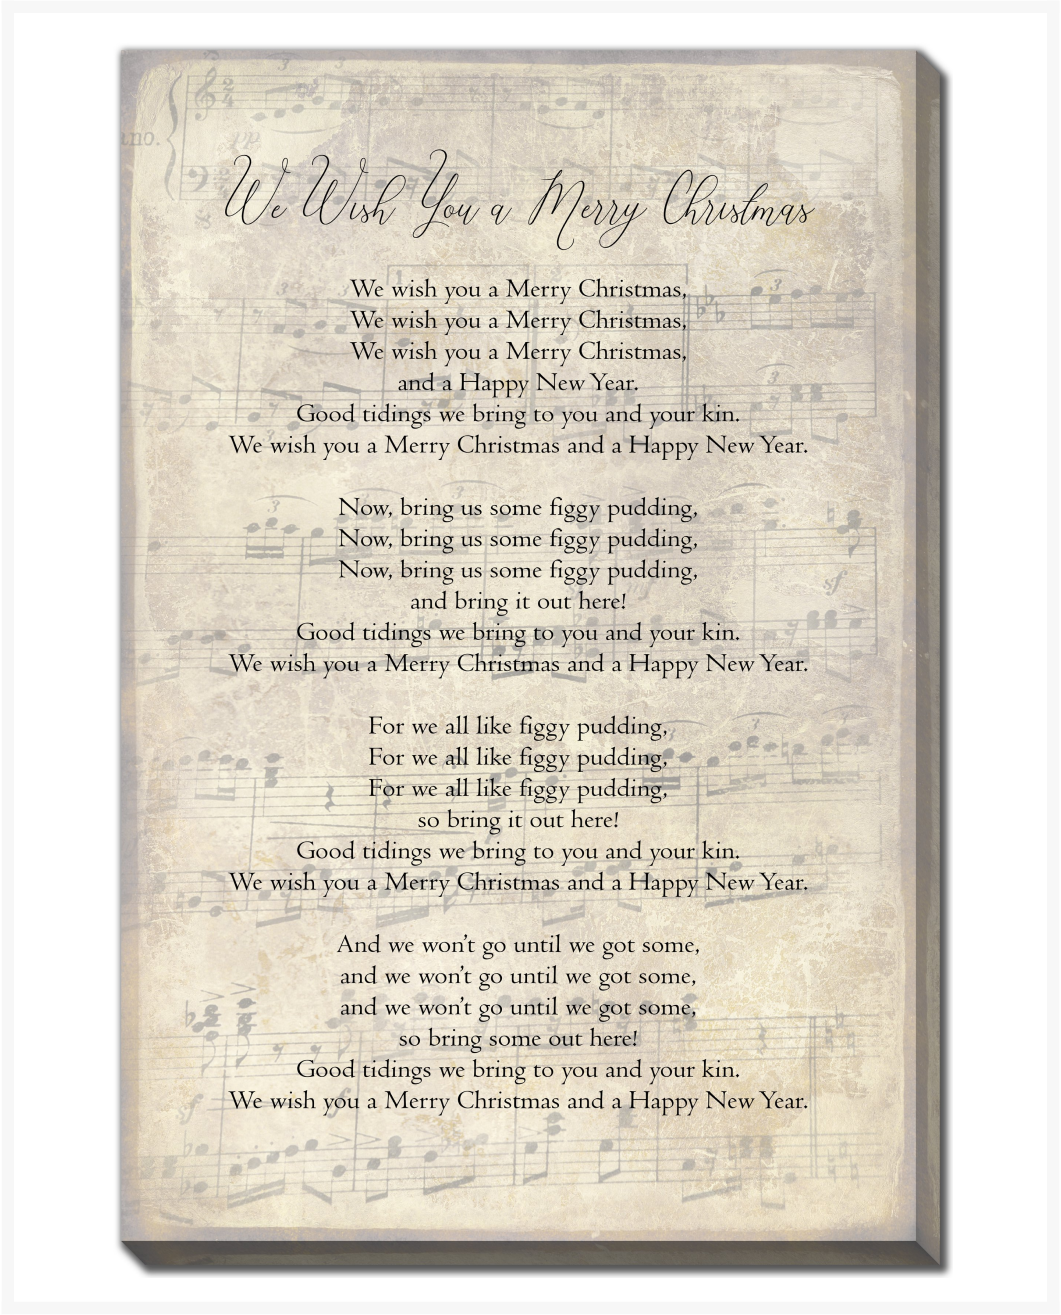 We Wish You a Merry Christmas
We wish you a Merry Christmas,
We wish you a Merry Christmas,
We wish you a Merry Christmas,
and a Happy New Year.
Good tidings we bring to you and your kin.
We wish you a Merry Christmas and a Happy New Year.
Now, bring us some figgy pudding,
Now, bring us some figgy pudding,
Now, bring us some figgy pudding,
and bring it out here!
Good tidings we bring to you and your kin.
We wish you a Merry Christmas and a Happy New Year.
For we all like figgy pudding,
For we all like figgy pudding,
For we all like figgy pudding,
so bring it out here!
Good tidings we bring to you and your kin.
We wish you a Merry Christmas and a Happy New Year.
And we won't go until we got some,
and we won't go until we got some,
and we won't go until we got some,
so bring some out here!
Good tidings we bring to you and your kin.
We wish you a Merry Christmas and a Happy New Year.